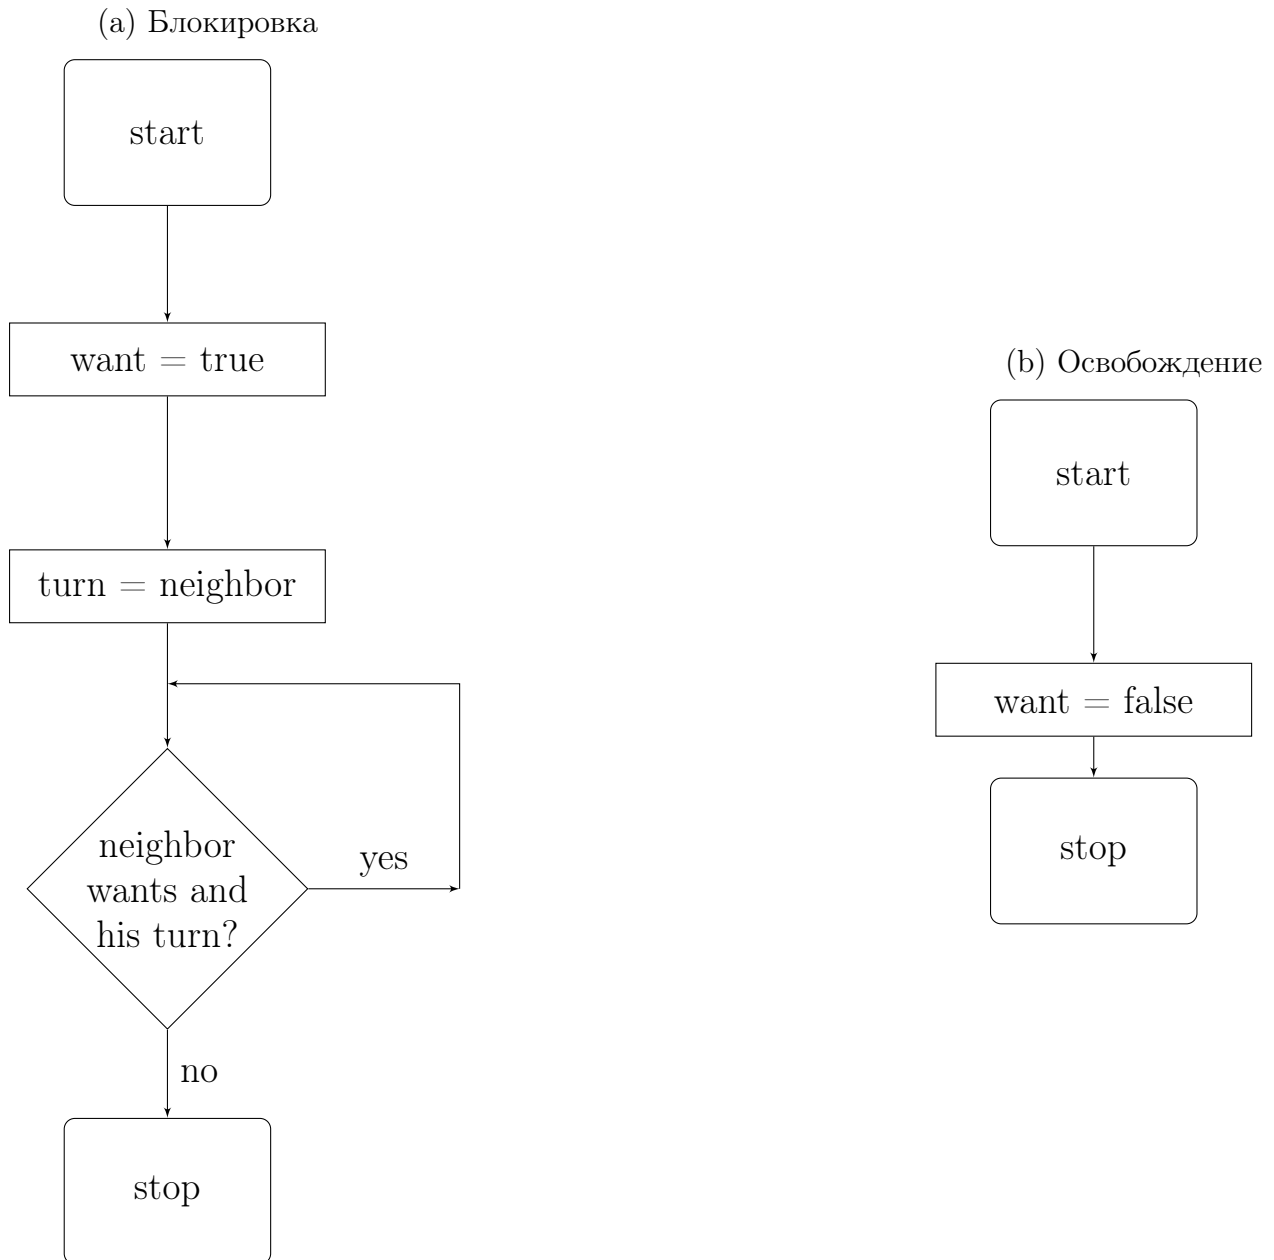 (a) Блокировка
start
want = true
turn = neighbor
neighbor
wants and
his turn?
yes
no
stop
(b) Освобождение
start
want = false
stop